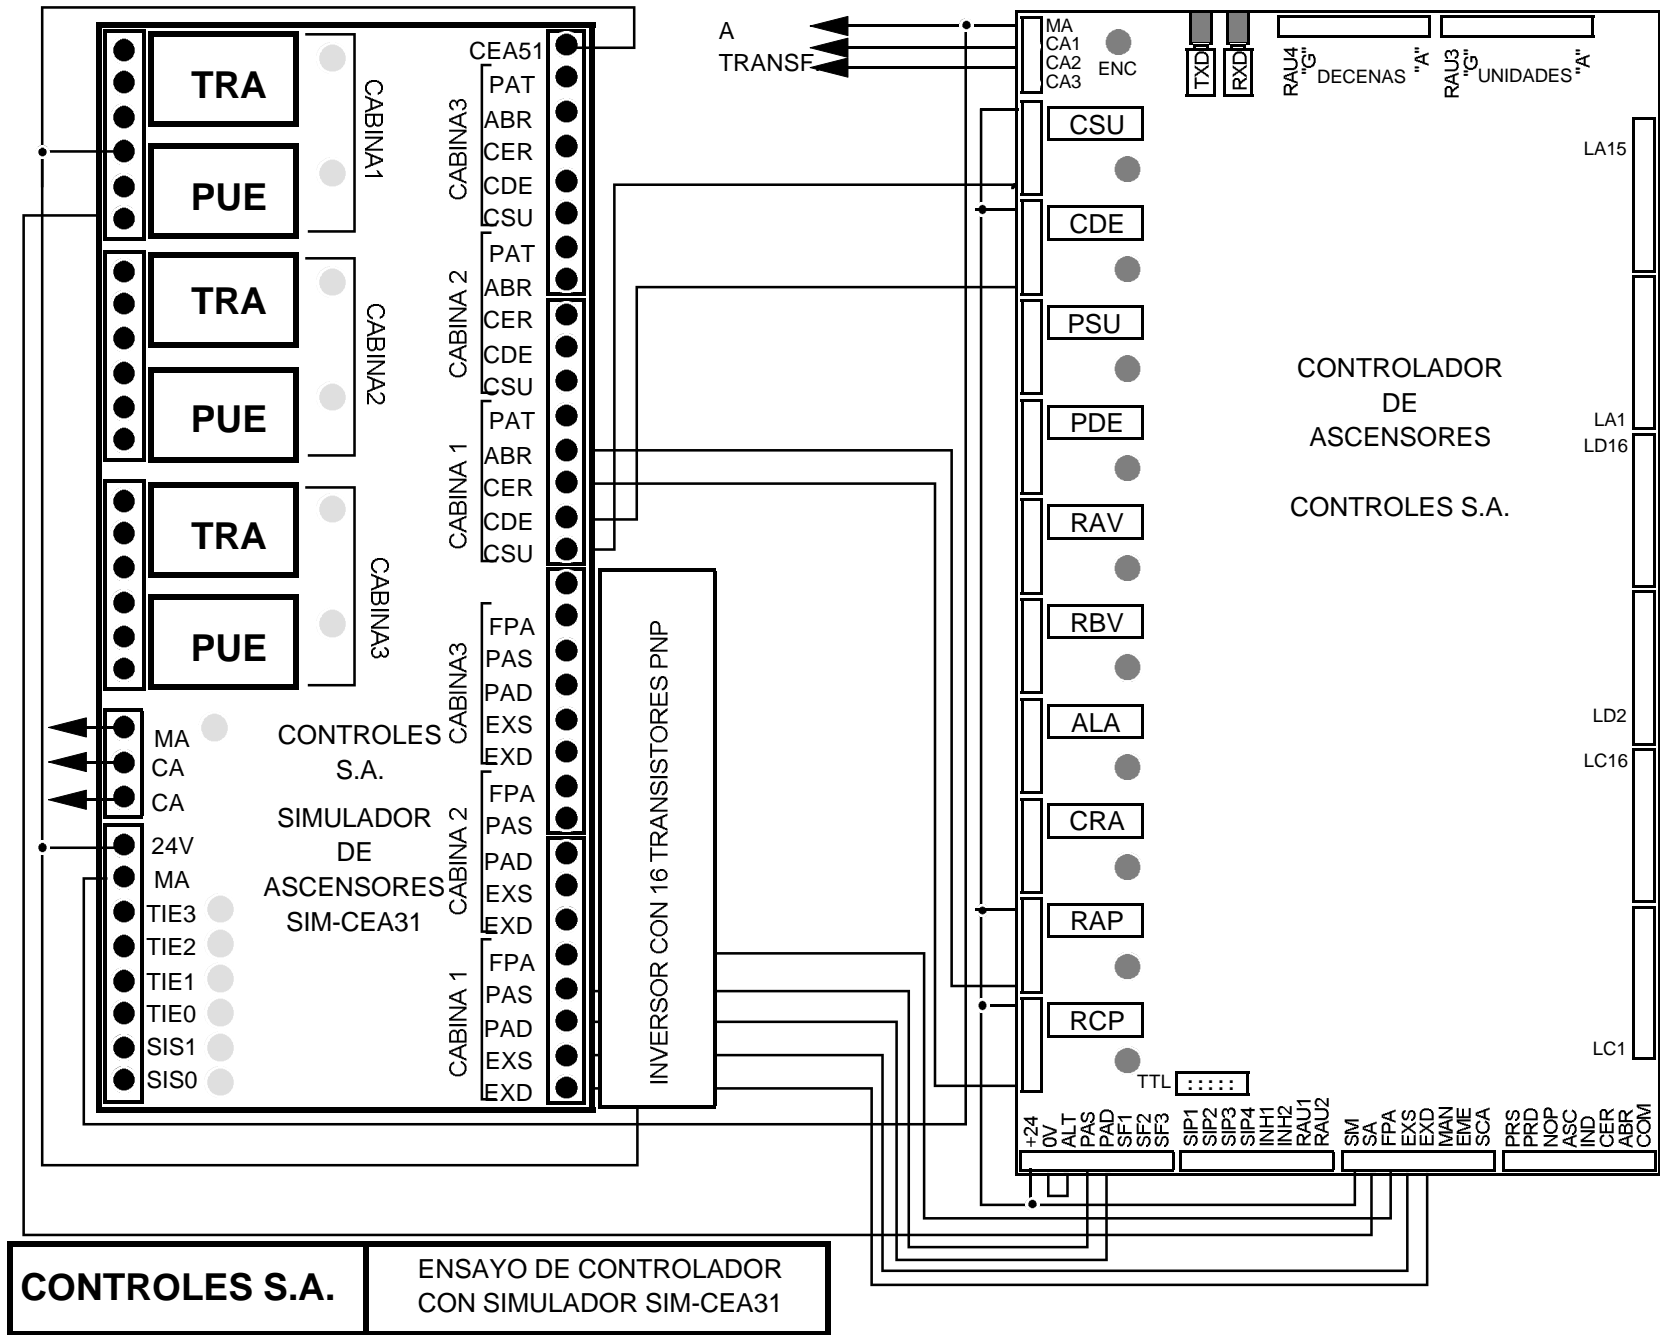 TRA
PUE
CABINA1
TRA
PUE
CABINA2
TRA
PUE
CABINA3
MA
CA
CA
24V
MA
TIE3
TIE2
TIE1
TIE0
SIS1
SIS0
CONTROLES
S.A.
SIMULADOR
DE
ASCENSORES
SIM-CEA31
CEA51
CABINA3
PAT
ABR
CER
CDE
CSU
CABINA 2
PAT
ABR
CER
CDE
CSU
CABINA 1
PAT
ABR
CER
CDE
CSU
CABINA3
FPA
PAS
PAD
EXS
EXD
CABINA 2
FPA
PAS
PAD
EXS
EXD
CABINA 1
FPA
PAS
PAD
EXS
EXD
INVERSOR CON 16 TRANSISTORES PNP
A
TRANSF.
MA
CA1
CA2
CA3
ENC
TXD
RXD
RAU4
"G"
DECENAS
"A"
RAU3
"G"
UNIDADES
"A"
CSU
CDE
PSU
PDE
RAV
RBV
ALA
CRA
RAP
RCP
TTL
CONTROLADOR
DE
ASCENSORES
CONTROLES S.A.
LA15
LA1
LD16
LD2
LC16
LC1
+24
0V
ALT
PAS
PAD
SF1
SF2
SF3
SIP1
SIP2
SIP3
SIP4
INH1
INH2
RAU1
RAU2
SM
SA
FPA
EXS
EXD
MAN
EME
SCA
PRS
PRD
NOP
ASC
IND
CER
ABR
COM
CONTROLES S.A.
ENSAYO DE CONTROLADOR
CON SIMULADOR SIM-CEA31